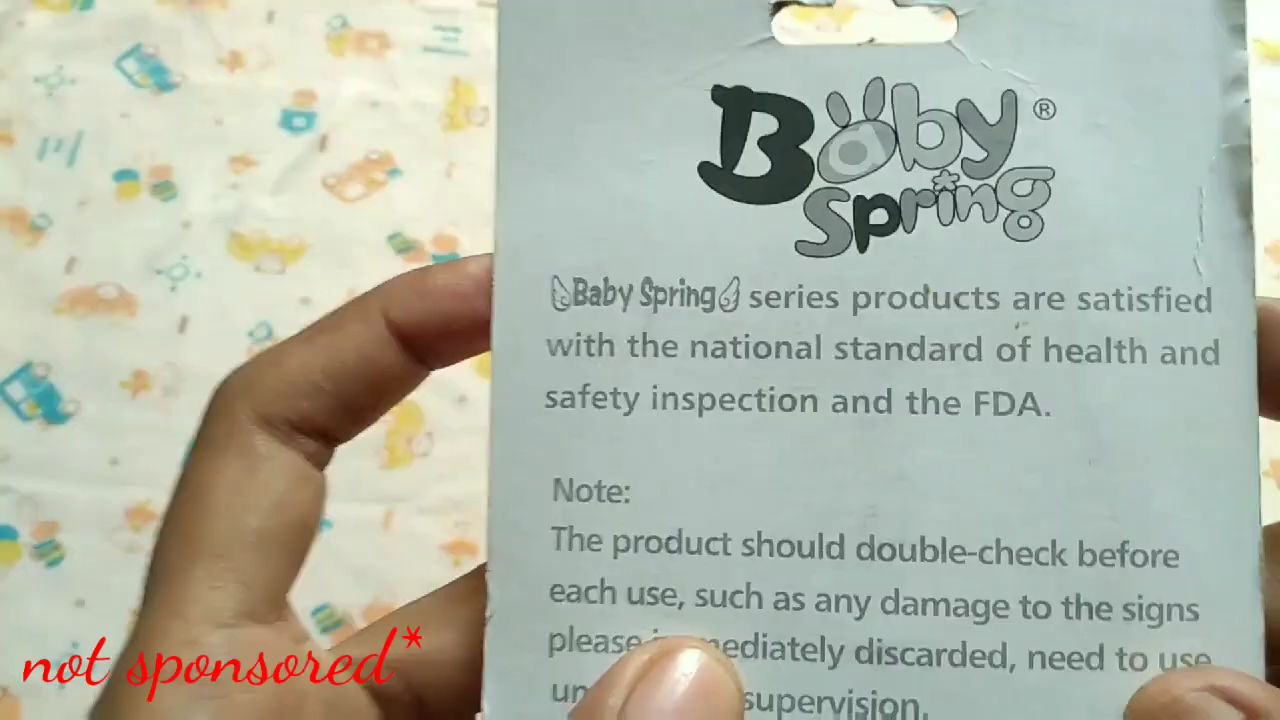 Baby ®
Spring
Baby Spring series products are satisfied
with the national standard of health and
safety inspection and the FDA.
Note:
The product should double-check before
each use, such as any damage to the signs
please immediately discarded, need to use
supervision.
not sponsored*